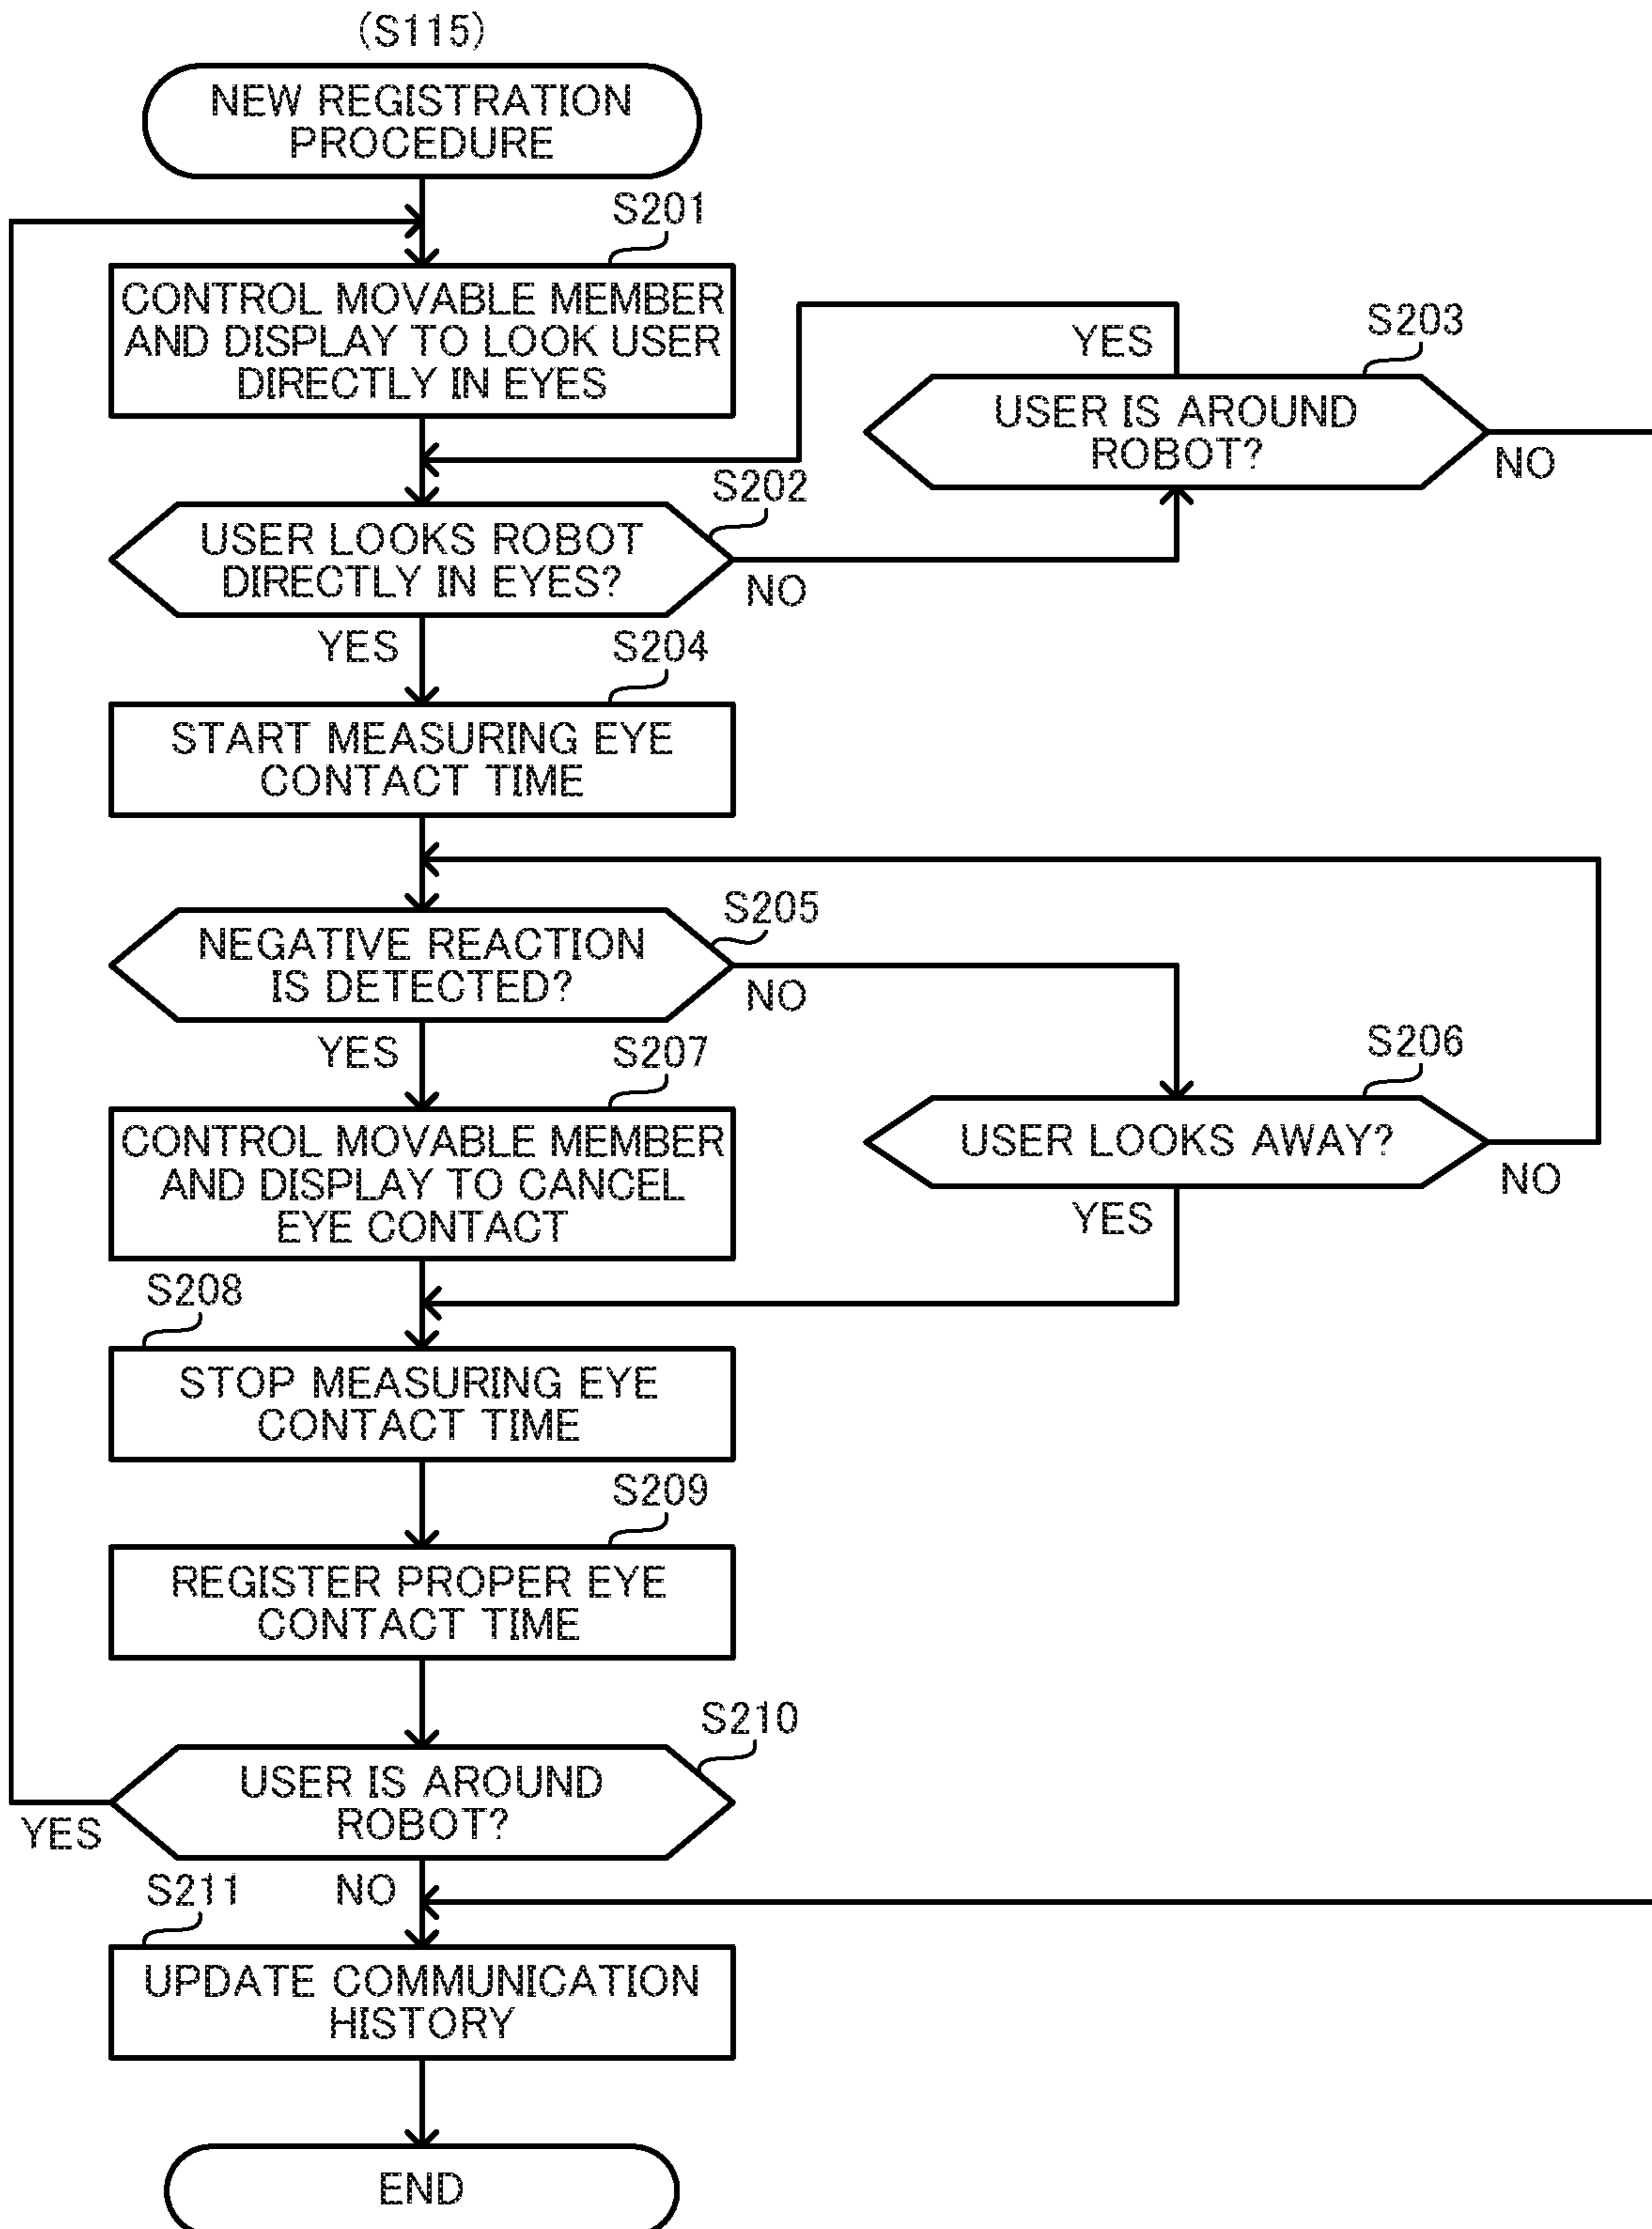 (S115)
NEW REGISTRATION
PROCEDURE
S201
CONTROL MOVABLE MEMBER
AND DISPLAY TO LOOK USER
DIRECTLY IN EYES
YES
S203
USER IS AROUND
ROBOT?
NO
S202
USER LOOKS ROBOT
DIRECTLY IN EYES?
NO
YES
S204
START MEASURING EYE
CONTACT TIME
S205
NEGATIVE REACTION
IS DETECTED?
NO
YES
S207
S206
CONTROL MOVABLE MEMBER
AND DISPLAY TO CANCEL
EYE CONTACT
USER LOOKS AWAY?
NO
YES
S208
STOP MEASURING EYE
CONTACT TIME
S209
REGISTER PROPER EYE
CONTACT TIME
S210
USER IS AROUND
ROBOT?
YES
S211
NO
UPDATE COMMUNICATION
HISTORY
END